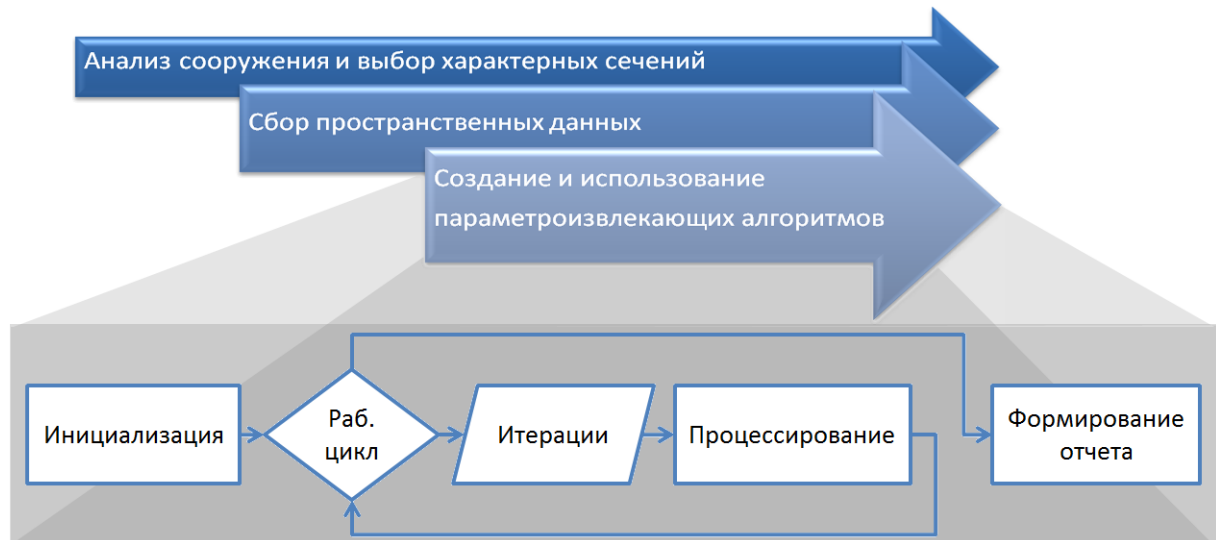 Анализ сооружения и выбор характерных сечений
Сбор пространственных данных
Создание и использование
параметроизвлекающих алгоритмов
Инициализация
Раб.
цикл
Итерации
Процессирование
Формирование
отчета